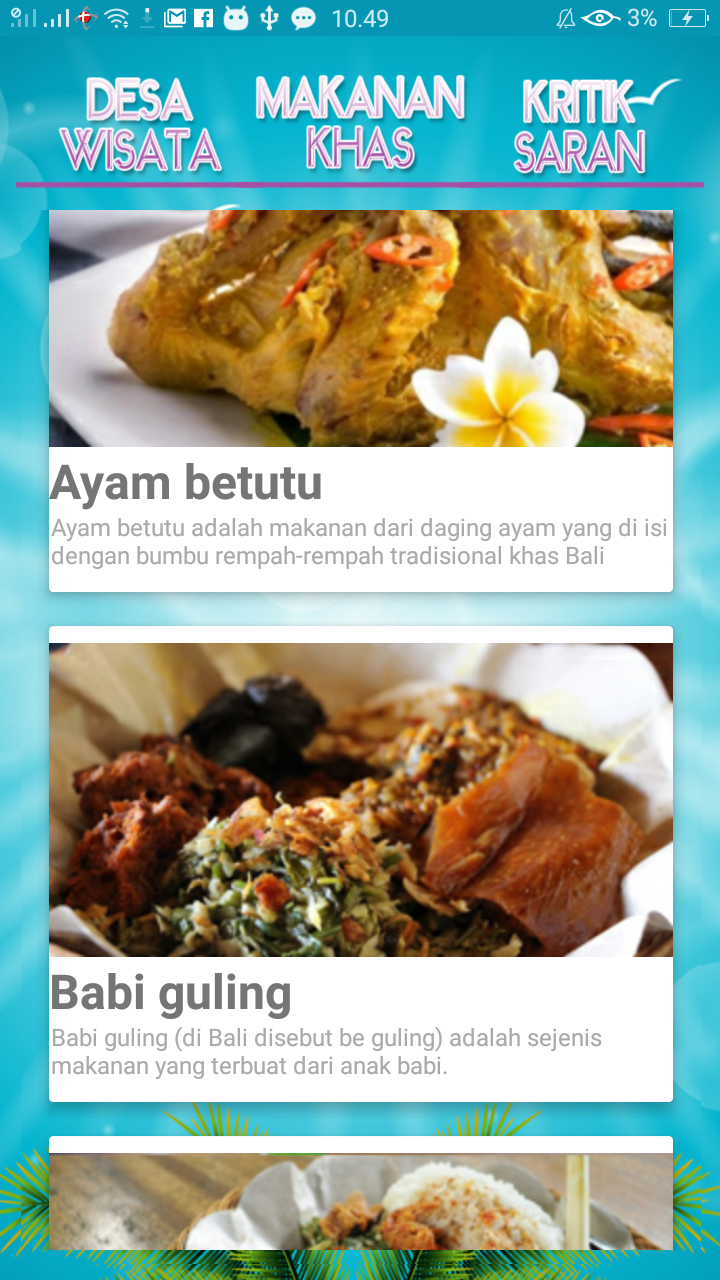 10.49
3%
DESA WISATA
MAKANAN KHAS
KRITIK SARAN
Ayam betutu
Ayam betutu adalah makanan dari daging ayam yang di isi
dengan bumbu rempah-rempah tradisional khas Bali
Babi guling
Babi guling (di Bali disebut be guling) adalah sejenis
makanan yang terbuat dari anak babi.